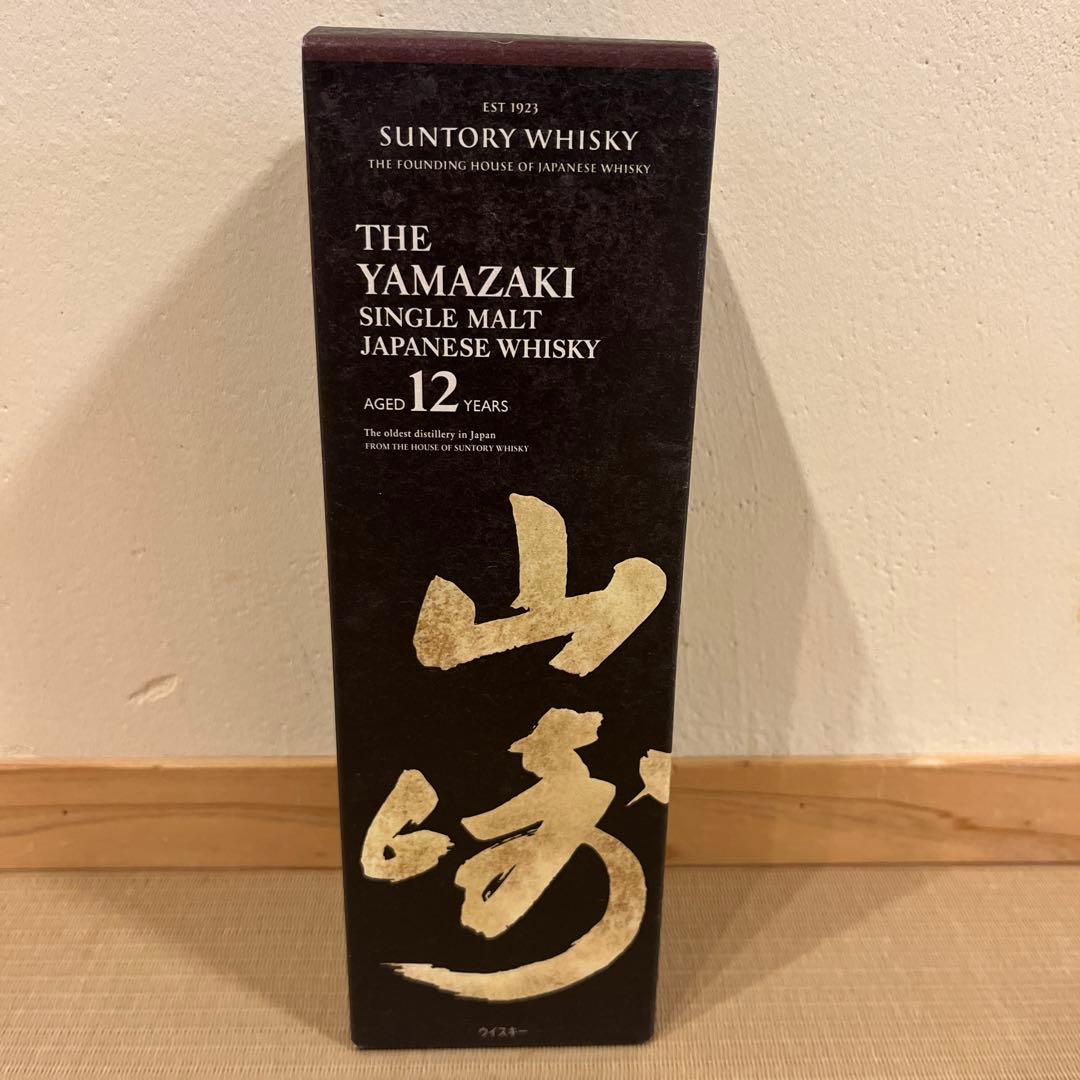 EST 1923
SUNTORY WHISKY
THE FOUNDING HOUSE OF JAPANESE WHISKY
THE
YAMAZAKI
SINGLE MALT
JAPANESE WHISKY
AGED 12 YEARS
The oldest distillery in Japan
FROM THE HOUSE OF SUNTORY WHISKY
山
崎
ウイスキー